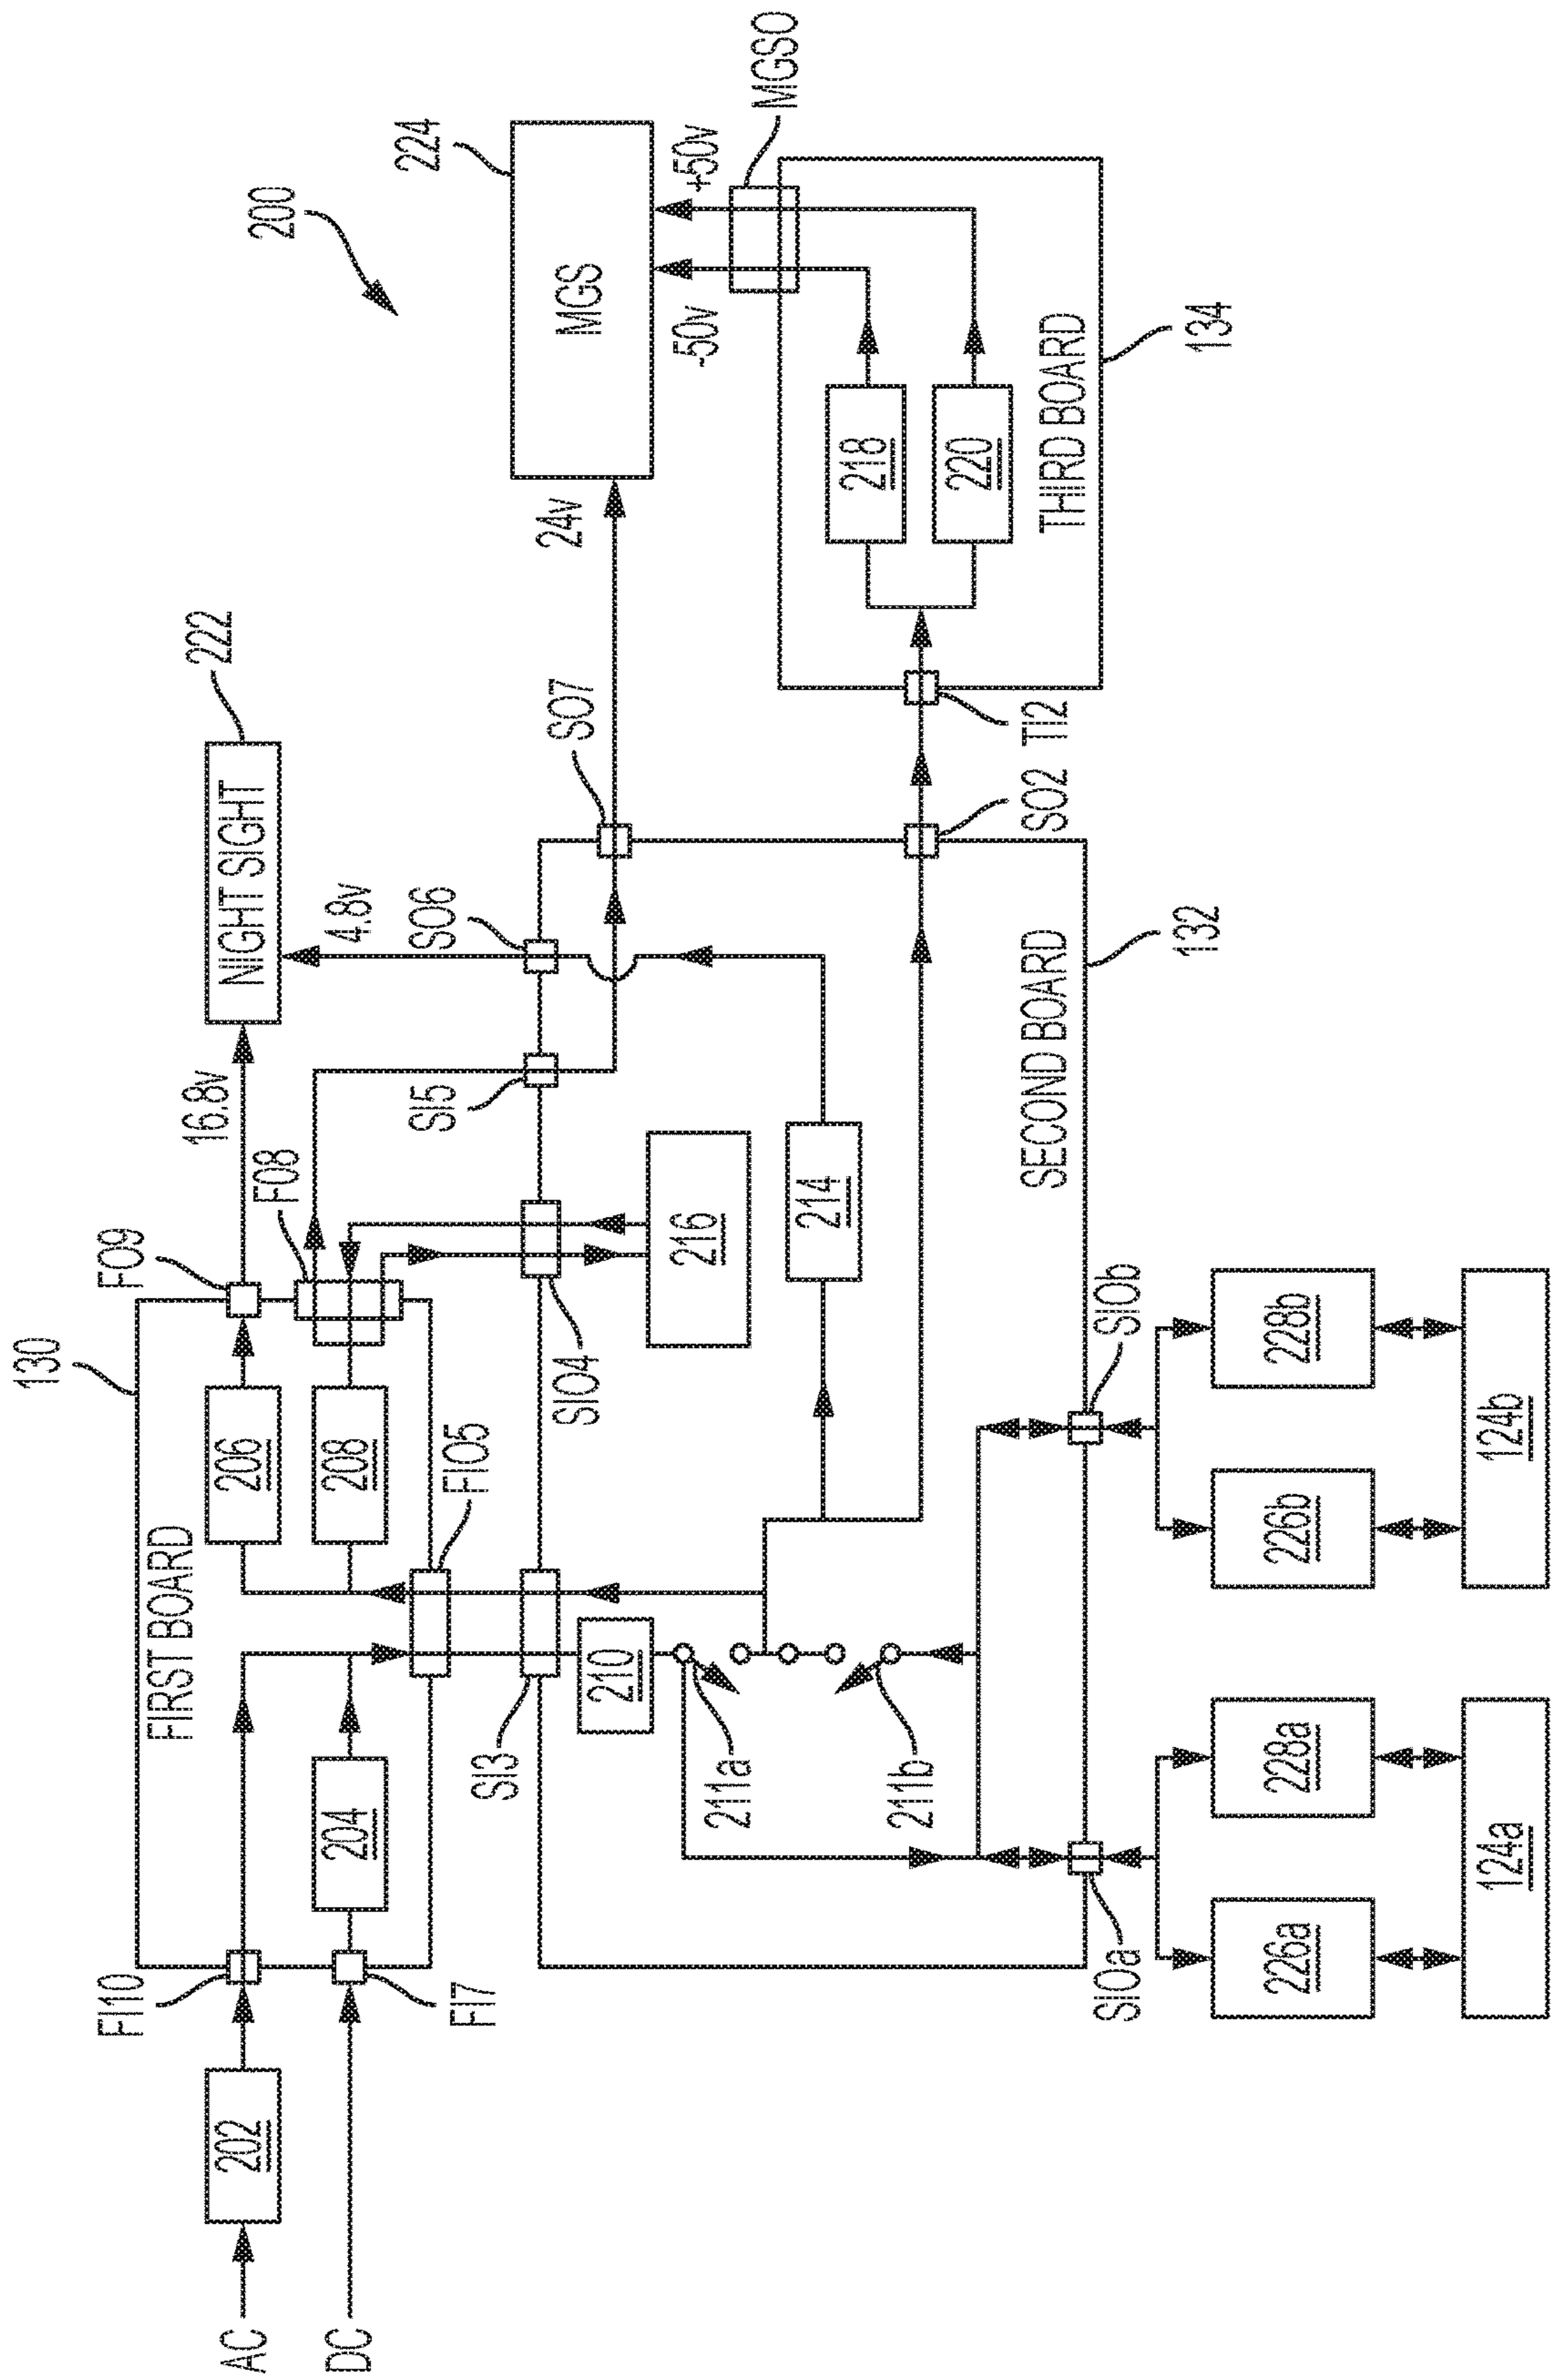 200
130
FIRST BOARD
AC
202
FI10
DC
FI7
204
206
208
FO9
FO8
16.8v
NIGHT SIGHT
222
4.8v
FIO5
SI3
SIO4
SI5
SO6
SO7
24v
MGS
224
-50v
+50v
MGSO
210
211a
211b
216
214
SECOND BOARD
132
SO2
TI2
218
220
THIRD BOARD
134
SIOa
SIOb
226a
228a
226b
228b
124a
124b